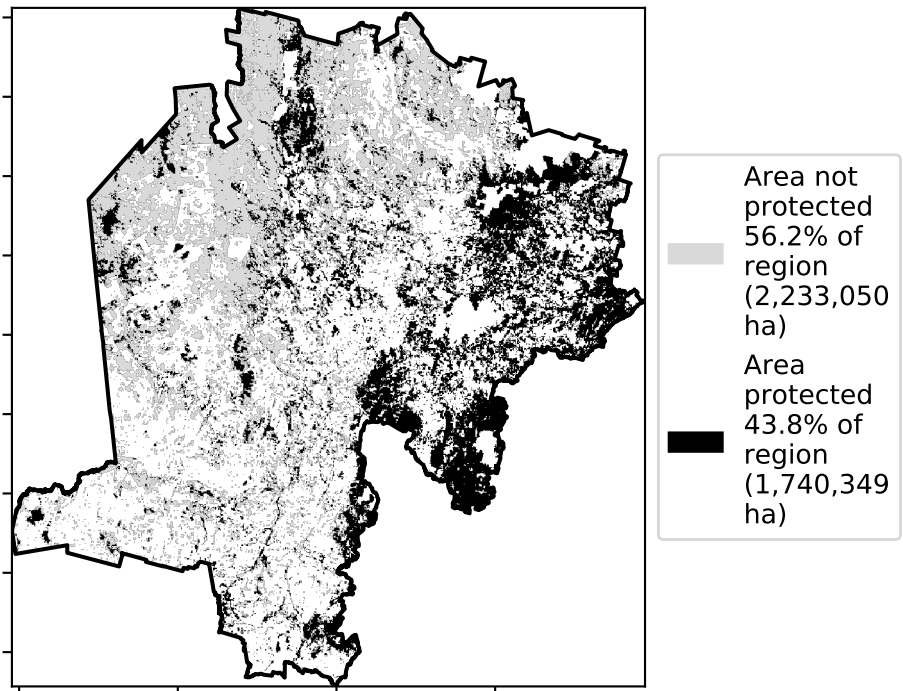 Area not
protected
56.2% of
region
(2,233,050
ha)
Area
protected
43.8% of
region
(1,740,349
ha)